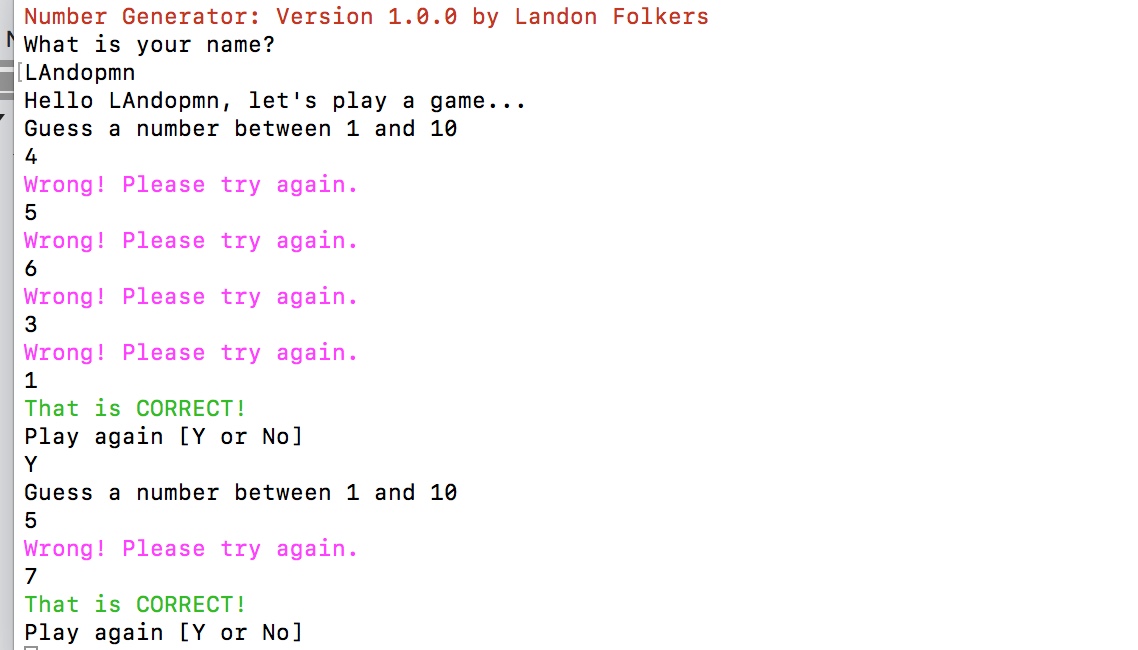 Number Generator: Version 1.0.0 by Landon Folkers
What is your name?
[LAndopmn
Hello LAndopmn, let's play a game...
Guess a number between 1 and 10
4
Wrong! Please try again.
5
Wrong! Please try again.
6
Wrong! Please try again.
3
Wrong! Please try again.
1
That is CORRECT!
Play again [Y or No]
Y
Guess a number between 1 and 10
5
Wrong! Please try again.
7
That is CORRECT!
Play again [Y or No]